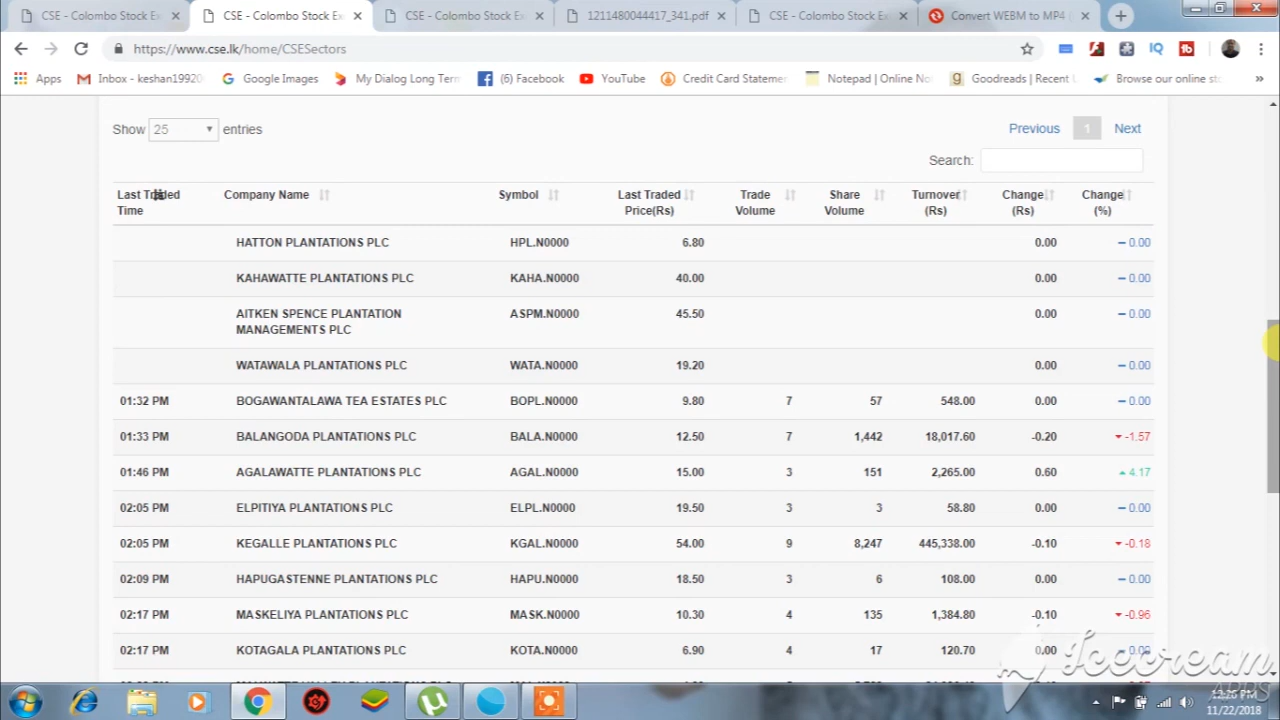 CSE - Colombo Stock Ex
CSE - Colombo Stock Ex
CSE - Colombo Stock Ex
1211480044417_341.pdf
CSE - Colombo Stock Ex
Convert WEBM to MP4 (
https://www.cse.lk/home/CSESectors
IQ
Apps
Inbox - keshan19920
Google Images
My Dialog Long Term
(6) Facebook
YouTube
Credit Card Stateme
Notepad | Online No
Goodreads | Recent
Browse our online sto
»
Show 25 entries
Previous 1 Next
Search:
Last Traded Time Company Name Symbol Last Traded Price(Rs) Trade Volume Share Volume Turnover (Rs) Change (Rs) Change (%)
HATTON PLANTATIONS PLC HPL.N0000 6.80 0.00 0.00
KAHAWATTE PLANTATIONS PLC KAHA.N0000 40.00 0.00 0.00
AITKEN SPENCE PLANTATION
MANAGEMENTS PLC ASPM.N0000 45.50 0.00 0.00
WATAWALA PLANTATIONS PLC WATA.N0000 19.20 0.00 0.00
01:32 PM BOGAWANTALAWA TEA ESTATES PLC BOPL.N0000 9.80 7 57 548.00 0.00 0.00
01:33 PM BALANGODA PLANTATIONS PLC BALA.N0000 12.50 7 1,442 18,017.60 -0.20 -1.57
01:46 PM AGALAWATTE PLANTATIONS PLC AGAL.N0000 15.00 3 151 2,265.00 0.60 4.17
02:05 PM ELPITIYA PLANTATIONS PLC ELPL.N0000 19.50 3 3 58.80 0.00 0.00
02:05 PM KEGALLE PLANTATIONS PLC KGAL.N0000 54.00 9 8,247 445,338.00 -0.10 -0.18
02:09 PM HAPUGASTENNE PLANTATIONS PLC HAPU.N0000 18.50 3 6 108.00 0.00 0.00
02:17 PM MASKELIYA PLANTATIONS PLC MASK.N0000 10.30 4 135 1,384.80 -0.10 -0.96
02:17 PM KOTAGALA PLANTATIONS PLC KOTA.N0000 6.90 4 17 120.70 0.00 0.00
Icecream
APPS
12:26 PM
11/22/2018